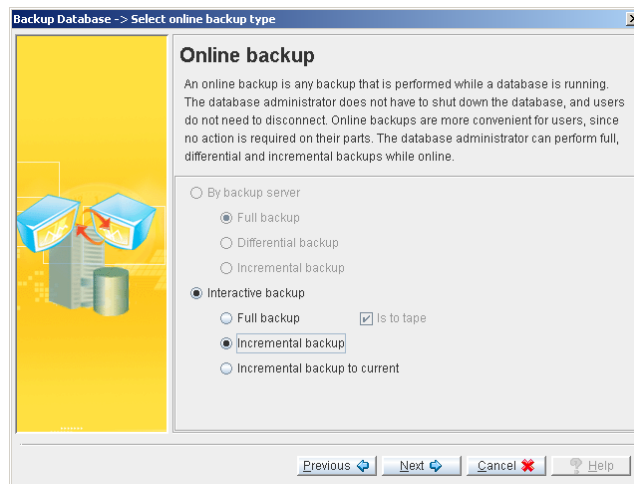 Backup Database -> Select online backup type
Online backup
An online backup is any backup that is performed while a database is running.
The database administrator does not have to shut down the database, and users
do not need to disconnect. Online backups are more convenient for users, since
no action is required on their parts. The database administrator can perform full,
differential and incremental backups while online.
By backup server
Full backup
Differential backup
Incremental backup
Interactive backup
Full backup Is to tape
Incremental backup
Incremental backup to current
Previous Next Cancel Help